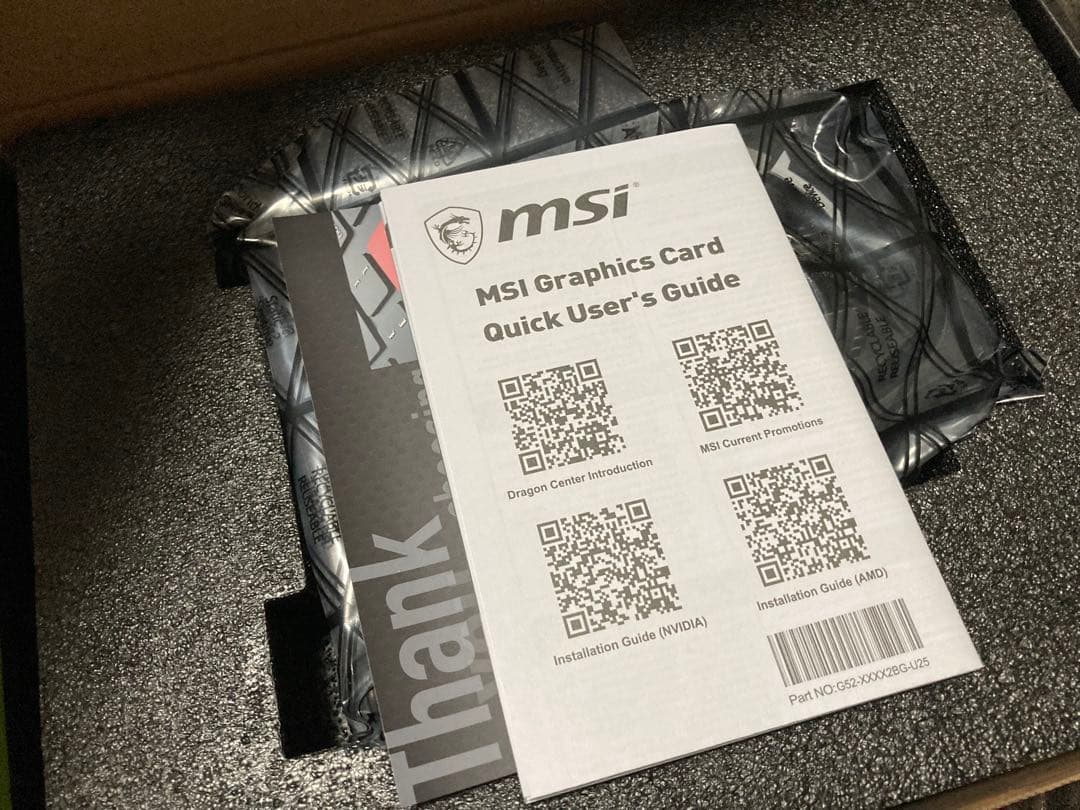 msi
MSI Graphics Card
Quick User's Guide
Dragon Center Introduction
MSI Current Promotions
Installation Guide (NVIDIA)
Installation Guide (AMD)
Part NO:G52-XXXX2BG-U25
Thank
RECYCLABLE
REUSEABLE